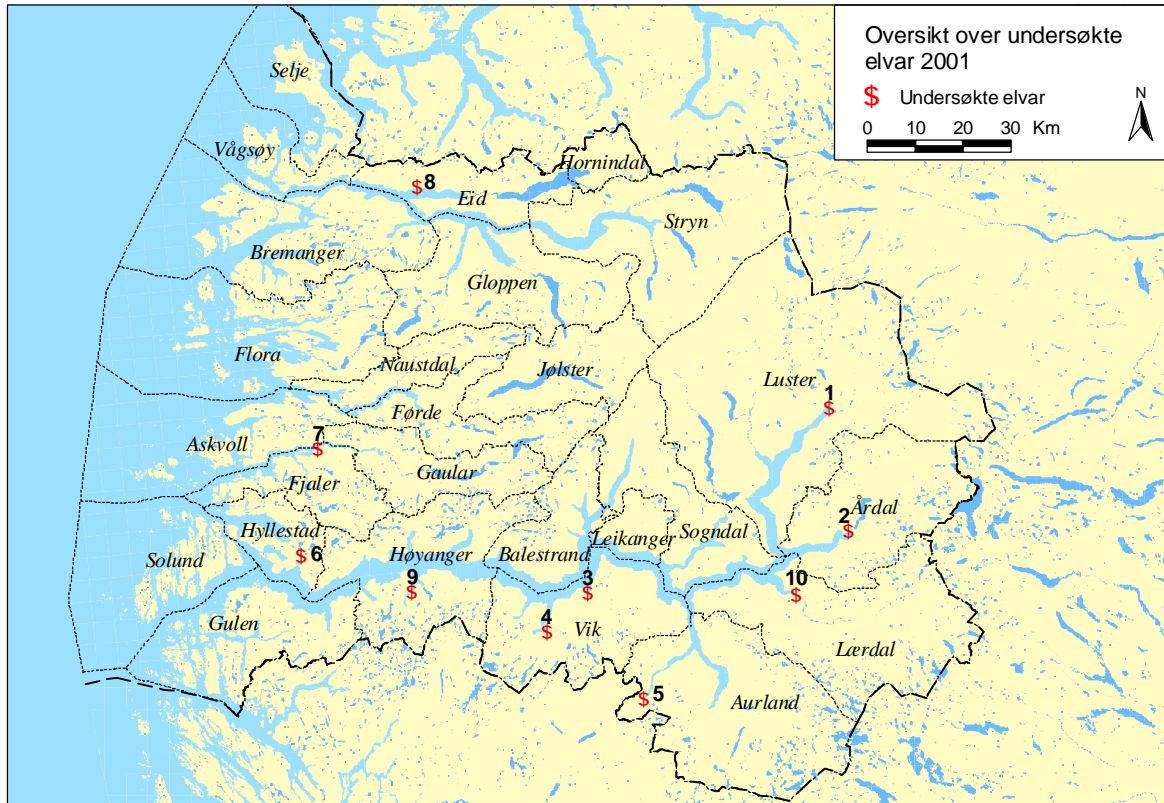 Oversikt over undersøkte
elvar 2001
$ Undersøkte elvar
N
0 10 20 30 Km
Selje
Vågsøy
Hornindal
8
Eid
Stryn
Bremanger
Gloppen
Flora
Naustdal
Jølster
Luster
1
Førde
Askvoll
7
Gaular
Fjaler
2
Årdal
Hyllestad
6
Solund
Høyanger
Balestrand
Leikanger
Sogndal
9
3
10
Gulen
4
Vik
Lærdal
5
Aurland